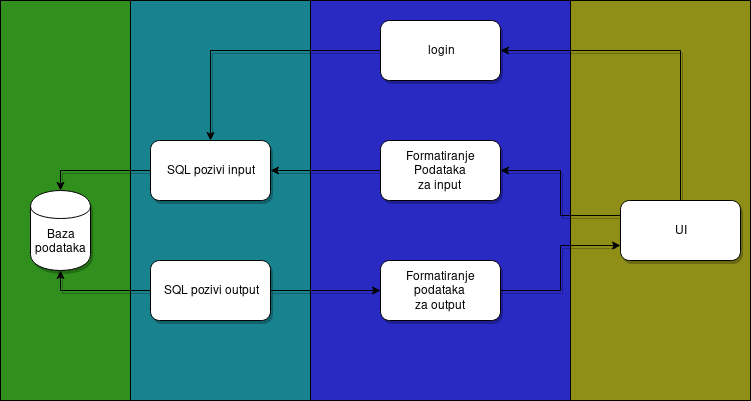 login
SQL pozivi input
Formatiranje
Podataka
za input
Baza
podataka
UI
SQL pozivi output
Formatiranje
podataka
za output